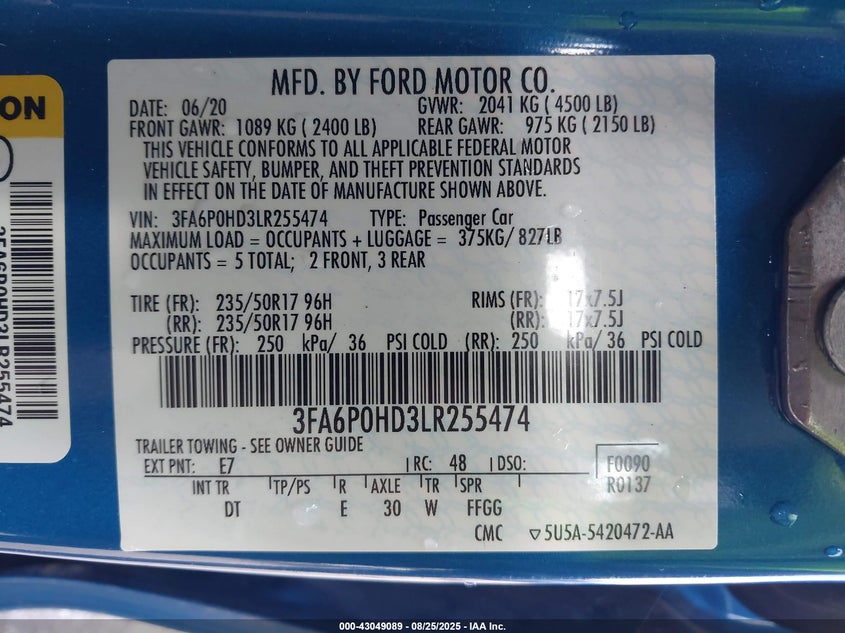 ON
3FA6P0HD3LR255474
MFD. BY FORD MOTOR CO.
DATE: 06/20 GVWR: 2041 KG ( 4500 LB)
FRONT GAWR: 1089 KG ( 2400 LB) REAR GAWR: 975 KG ( 2150 LB)
THIS VEHICLE CONFORMS TO ALL APPLICABLE FEDERAL MOTOR
VEHICLE SAFETY, BUMPER, AND THEFT PREVENTION STANDARDS
IN EFFECT ON THE DATE OF MANUFACTURE SHOWN ABOVE.
VIN: 3FA6P0HD3LR255474 TYPE: Passenger Car
MAXIMUM LOAD = OCCUPANTS + LUGGAGE = 375KG/ 827LB
OCCUPANTS = 5 TOTAL; 2 FRONT, 3 REAR
TIRE (FR): 235/50R17 96H RIMS (FR): 17x7.5J
(RR): 235/50R17 96H (RR): 17x7.5J
PRESSURE (FR): 250 kPa/ 36 PSI COLD (RR): 250 kPa/ 36 PSI COLD
3FA6P0HD3LR255474
TRAILER TOWING - SEE OWNER GUIDE
EXT PNT: E7 RC: 48 DSO: F0090
INT TR TP/PS R AXLE TR SPR R0137
DT E 30 W FFGG
CMC ▽5U5A-5420472-AA
000-43049089 - 08/25/2025 - IAA Inc.